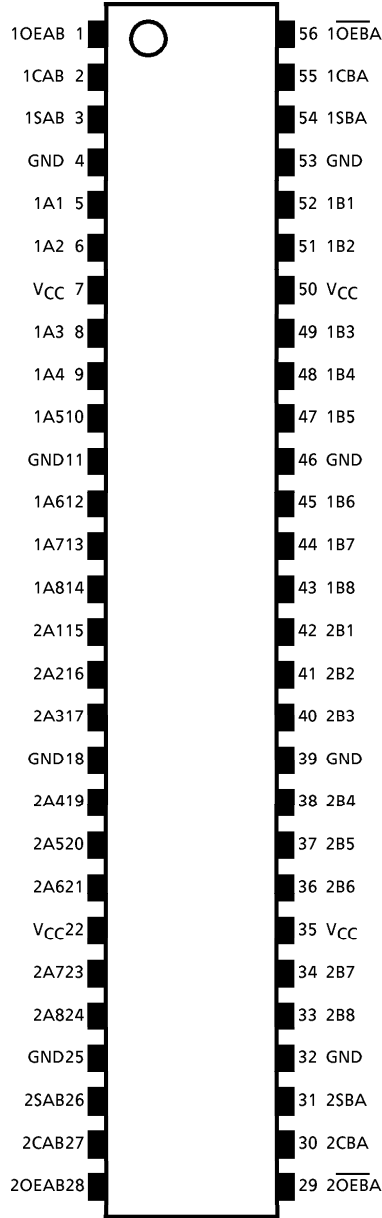 1OEAB 1 56 1O̅E̅B̅A
1CAB 2 55 1CBA
1SAB 3 54 1SBA
GND 4 53 GND
1A1 5 52 1B1
1A2 6 51 1B2
VCC 7 50 VCC
1A3 8 49 1B3
1A4 9 48 1B4
1A510 47 1B5
GND11 46 GND
1A612 45 1B6
1A713 44 1B7
1A814 43 1B8
2A115 42 2B1
2A216 41 2B2
2A317 40 2B3
GND18 39 GND
2A419 38 2B4
2A520 37 2B5
2A621 36 2B6
VCC22 35 VCC
2A723 34 2B7
2A824 33 2B8
GND25 32 GND
2SAB26 31 2SBA
2CAB27 30 2CBA
2OEAB28 29 2O̅E̅B̅A